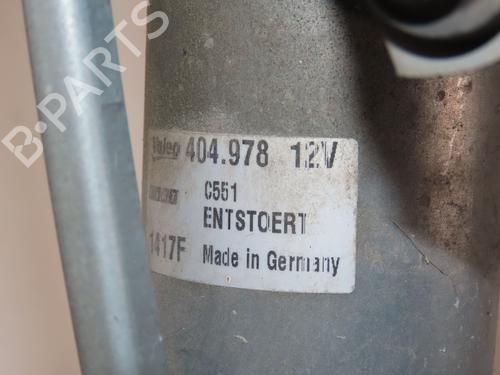 B-PARTS
Valeo 404.978 12V
C551
ENTSTOERT
1417F Made in Germany